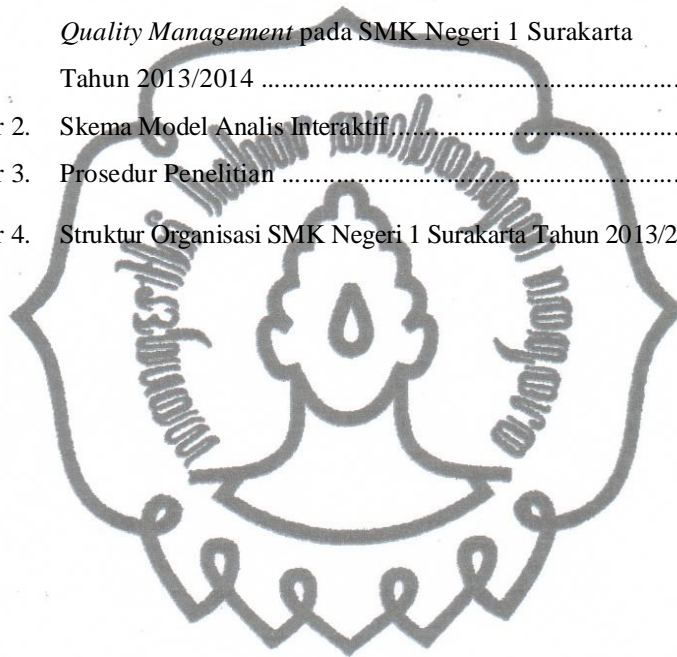 Quality Management pada SMK Negeri 1 Surakarta
Tahun 2013/2014 ......................................................................
r 2. Skema Model Analis Interaktif......................................................
r 3. Prosedur Penelitian ......................................................................
r 4. Struktur Organisasi SMK Negeri 1 Surakarta Tahun 2013/2